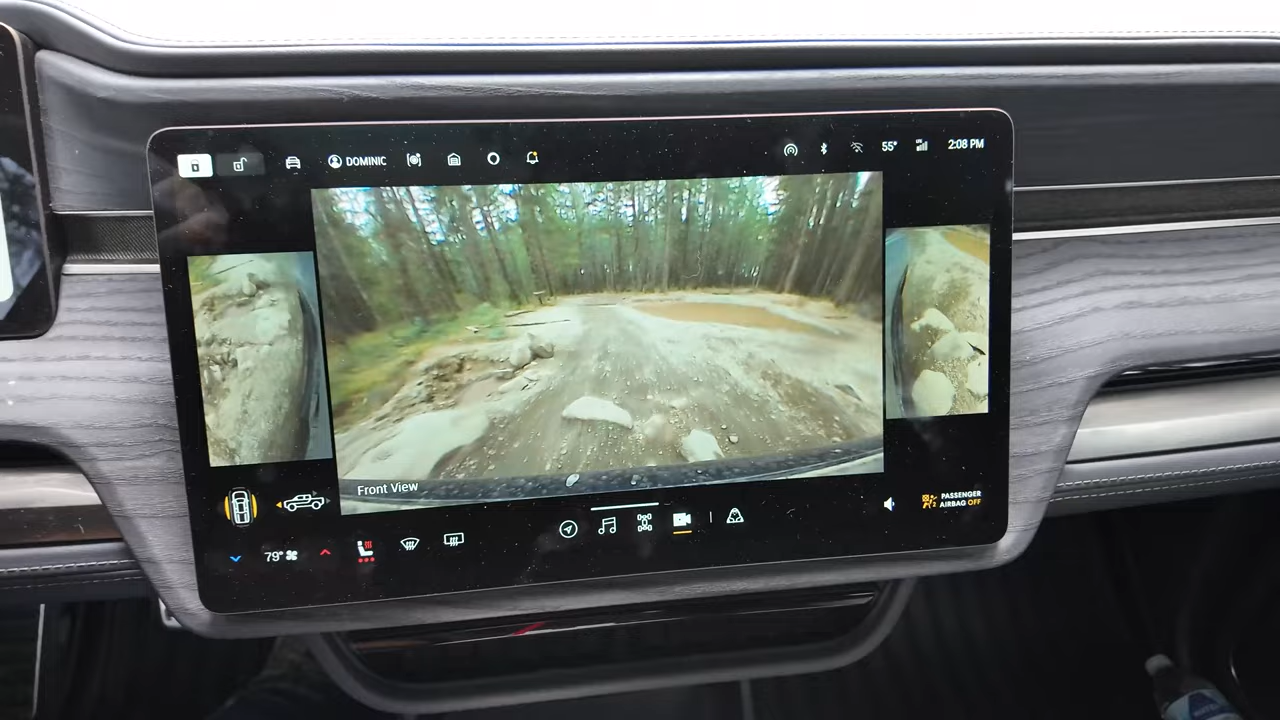 DOMINIC
55°
2:08 PM
Front View
PASSENGER
AIRBAG OFF
79°